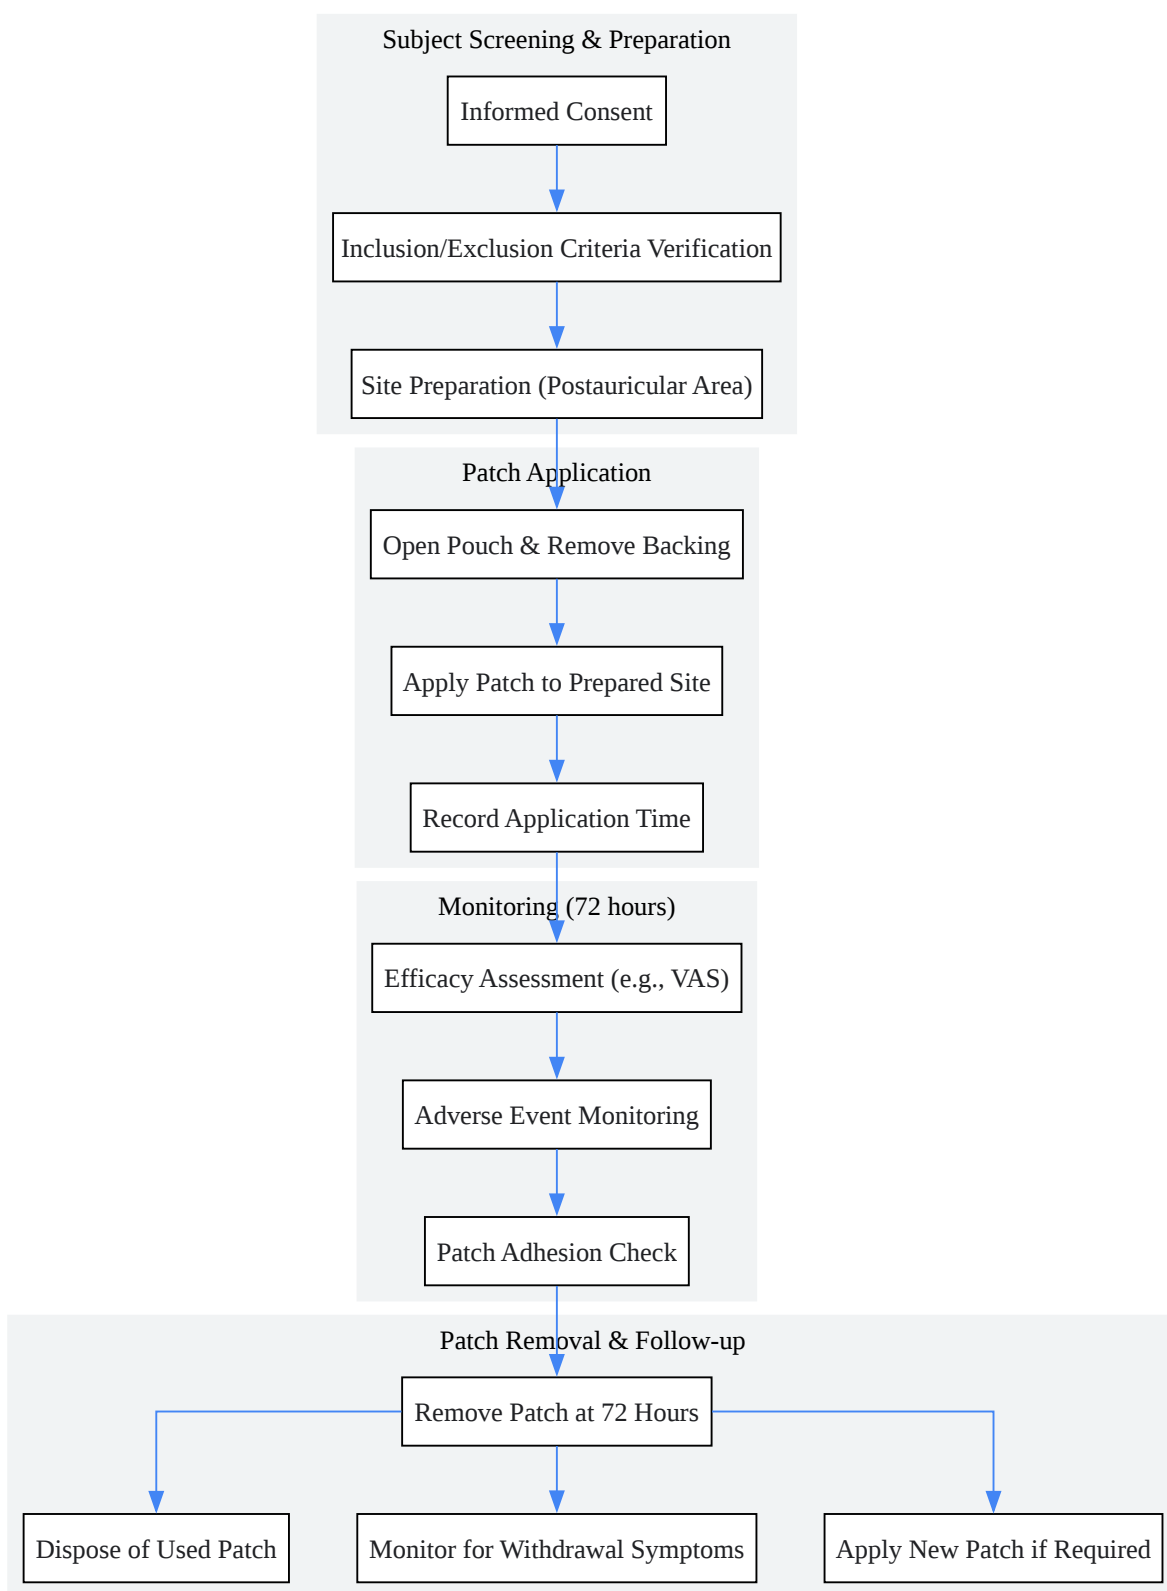 Subject Screening & Preparation
Informed Consent
Inclusion/Exclusion Criteria Verification
Site Preparation (Postauricular Area)
Patch Application
Open Pouch & Remove Backing
Apply Patch to Prepared Site
Record Application Time
Monitoring (72 hours)
Efficacy Assessment (e.g., VAS)
Adverse Event Monitoring
Patch Adhesion Check
Patch Removal & Follow-up
Remove Patch at 72 Hours
Dispose of Used Patch
Monitor for Withdrawal Symptoms
Apply New Patch if Required